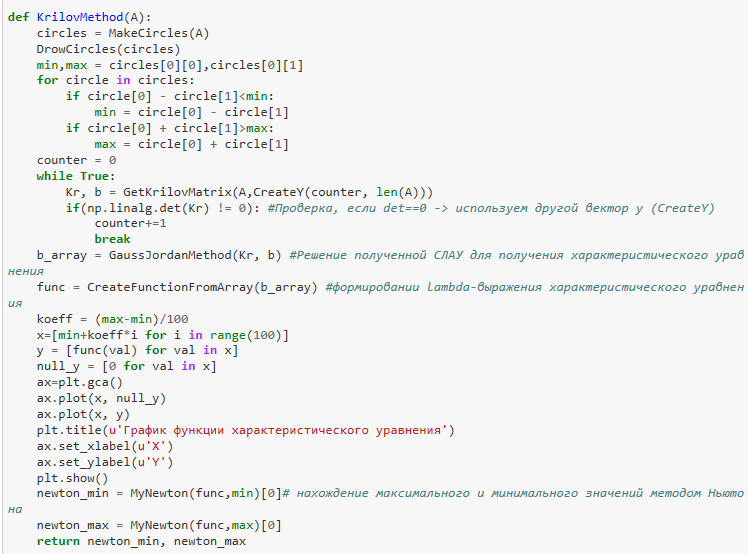 def KrilovMethod(A):
    circles = MakeCircles(A)
    DrowCircles(circles)
    min,max = circles[0][0],circles[0][1]
    for circle in circles:
        if circle[0] - circle[1]<min:
            min = circle[0] - circle[1]
        if circle[0] + circle[1]>max:
            max = circle[0] + circle[1]
    counter = 0
    while True:
        Kr, b = GetKrilovMatrix(A,CreateY(counter, len(A)))
        if(np.linalg.det(Kr) != 0): #Проверка, если det==0 -> используем другой вектор y (CreateY)
            counter+=1
            break
    b_array = GaussJordanMethod(Kr, b) #Решение полученной СЛАУ для получения характеристического урав
нения
    func = CreateFunctionFromArray(b_array) #формировании lambda-выражения характеристического уравнен
ия
    koeff = (max-min)/100
    x=[min+koeff*i for i in range(100)]
    y = [func(val) for val in x]
    null_y = [0 for val in x]
    ax=plt.gca()
    ax.plot(x, null_y)
    ax.plot(x, y)
    plt.title(u'График функции характеристического уравнения')
    ax.set_xlabel(u'X')
    ax.set_ylabel(u'Y')
    plt.show()
    newton_min = MyNewton(func,min)[0]# нахождение максимального и минимального значений методом Ньюто
на
    newton_max = MyNewton(func,max)[0]
    return newton_min, newton_max